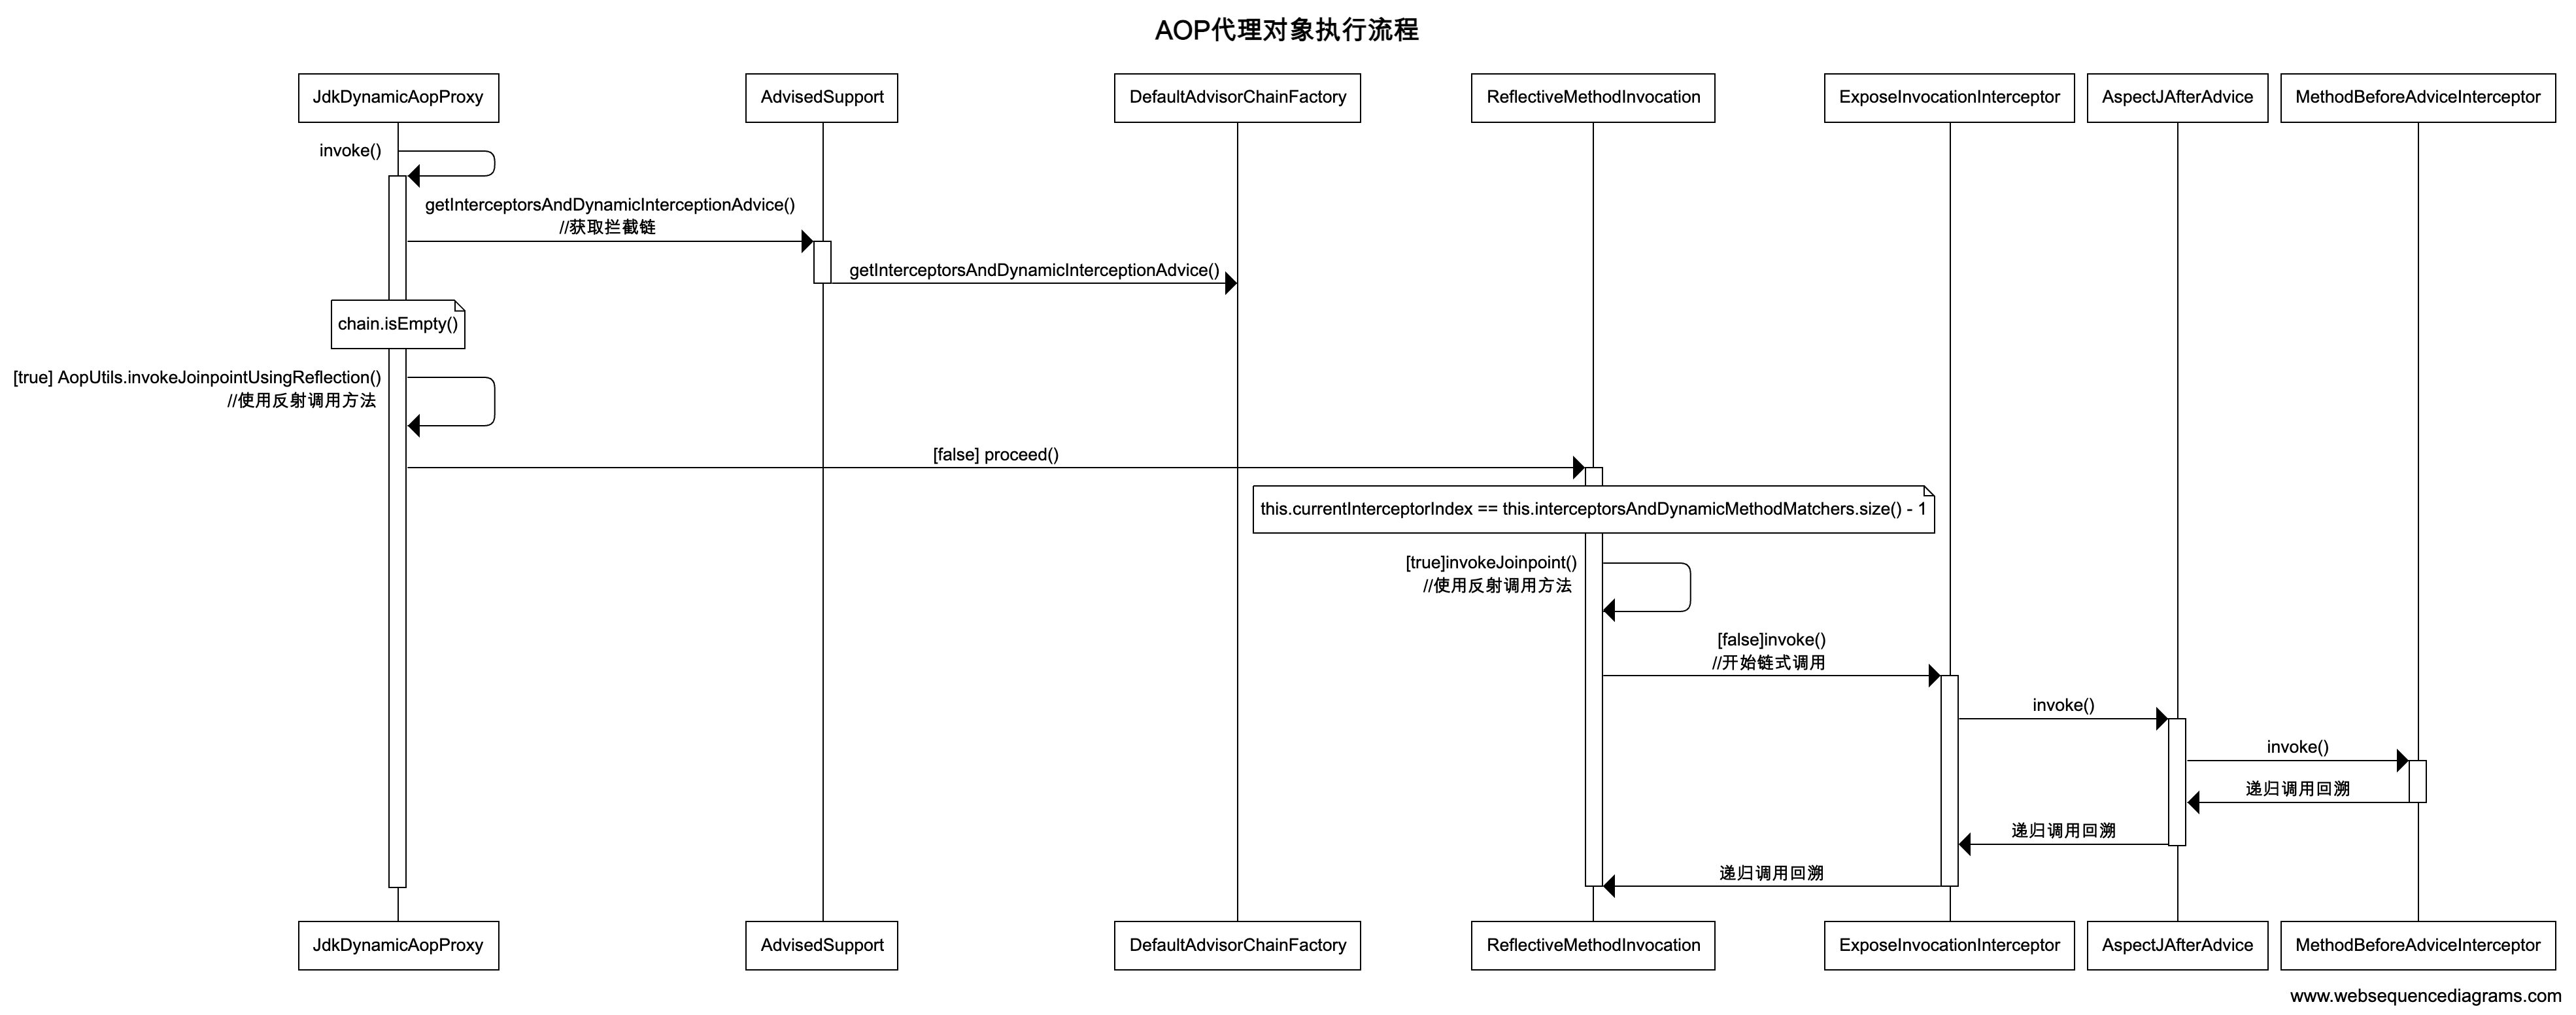 AOP代理对象执行流程
JdkDynamicAopProxy
AdvisedSupport
DefaultAdvisorChainFactory
ReflectiveMethodInvocation
ExposeInvocationInterceptor
AspectJAfterAdvice
MethodBeforeAdviceInterceptor
invoke()
getInterceptorsAndDynamicInterceptionAdvice()
//获取拦截链
getInterceptorsAndDynamicInterceptionAdvice()
chain.isEmpty()
[true] AopUtils.invokeJoinpointUsingReflection()
//使用反射调用方法
[false] proceed()
this.currentInterceptorIndex == this.interceptorsAndDynamicMethodMatchers.size() - 1
[true]invokeJoinpoint()
//使用反射调用方法
[false]invoke()
//开始链式调用
invoke()
invoke()
递归调用回溯
递归调用回溯
递归调用回溯
JdkDynamicAopProxy
AdvisedSupport
DefaultAdvisorChainFactory
ReflectiveMethodInvocation
ExposeInvocationInterceptor
AspectJAfterAdvice
MethodBeforeAdviceInterceptor
www.websequencediagrams.com